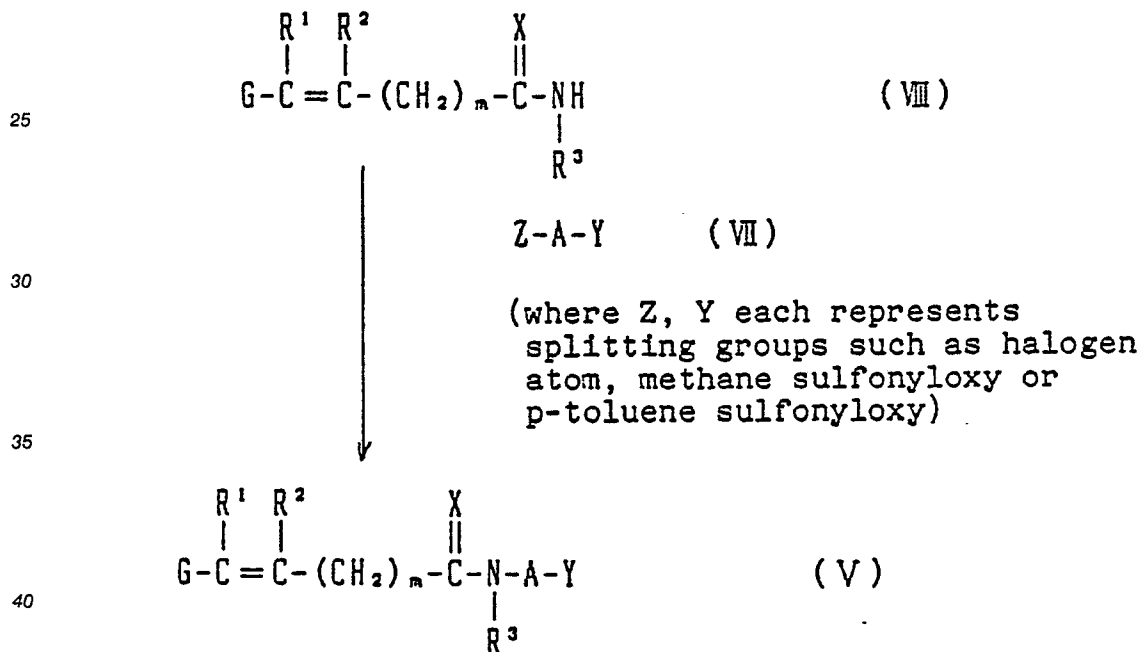 R¹ R² X
G-C=C-(CH₂)ₘ-C-NH (VIII)
25
R³
Z-A-Y (VII)
30
(where Z, Y each represents
splitting groups such as halogen
atom, methane sulfonyloxy or
p-toluene sulfonyloxy)
35
R¹ R² X
G-C=C-(CH₂)ₘ-C-N-A-Y (V)
40
R³